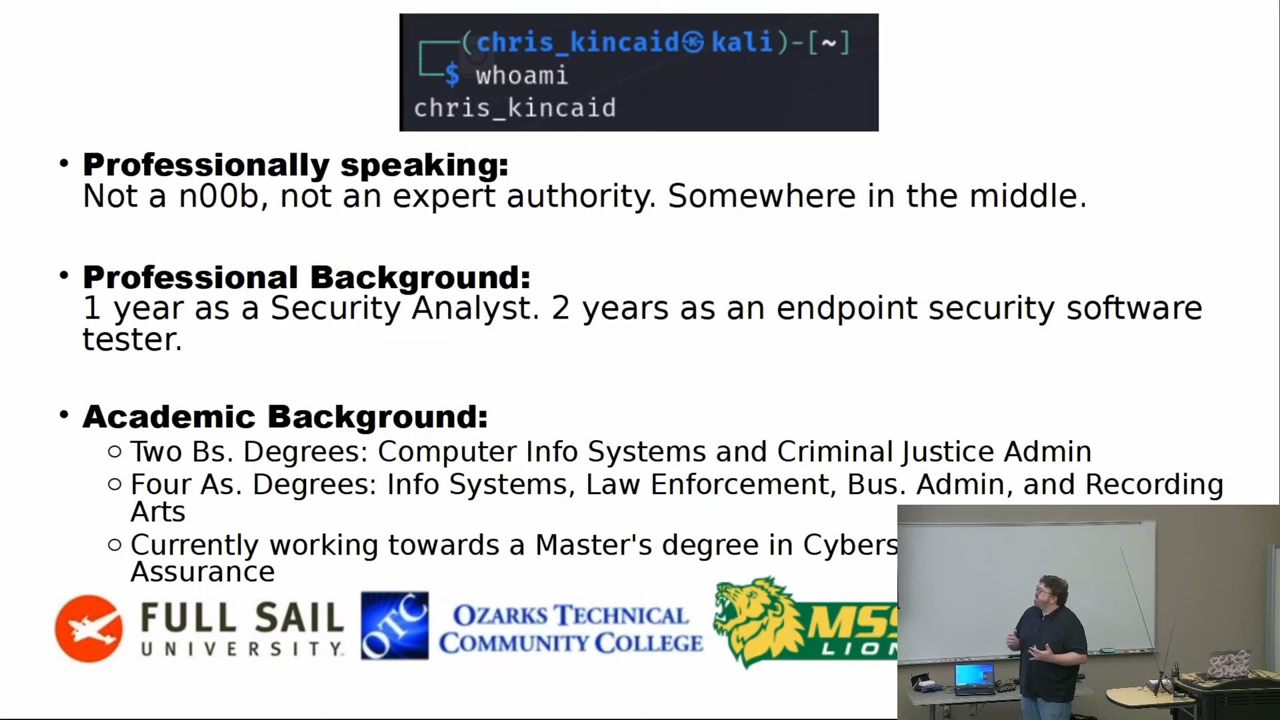 (chris_kincaid kali)-[~]
$ whoami
chris_kincaid
• Professionally speaking:
Not a n00b, not an expert authority. Somewhere in the middle.
• Professional Background:
1 year as a Security Analyst. 2 years as an endpoint security software
tester.
• Academic Background:
Two Bs. Degrees: Computer Info Systems and Criminal Justice Admin
Four As. Degrees: Info Systems, Law Enforcement, Bus. Admin, and Recording
Arts
Currently working towards a Master's degree in Cybers
Assurance
FULL SAIL
UNIVERSITY.
OTC
OZARKS TECHNICAL
COMMUNITY COLLEGE
MSS
LION